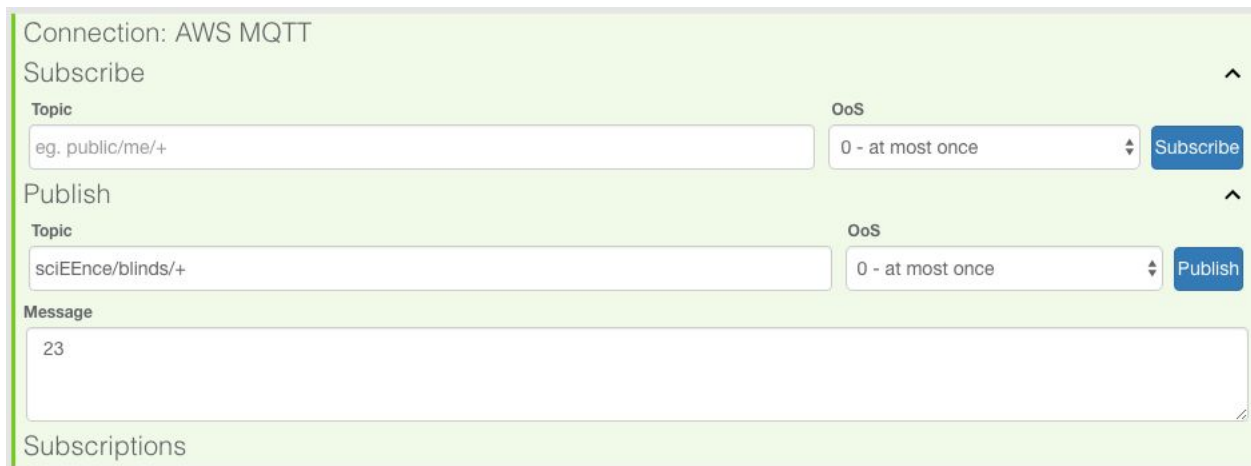 Connection: AWS MQTT
Subscribe
Topic OoS
eg. public/me/+ 0 - at most once Subscribe
Publish
Topic OoS
sciEEnce/blinds/+ 0 - at most once Publish
Message
23
Subscriptions